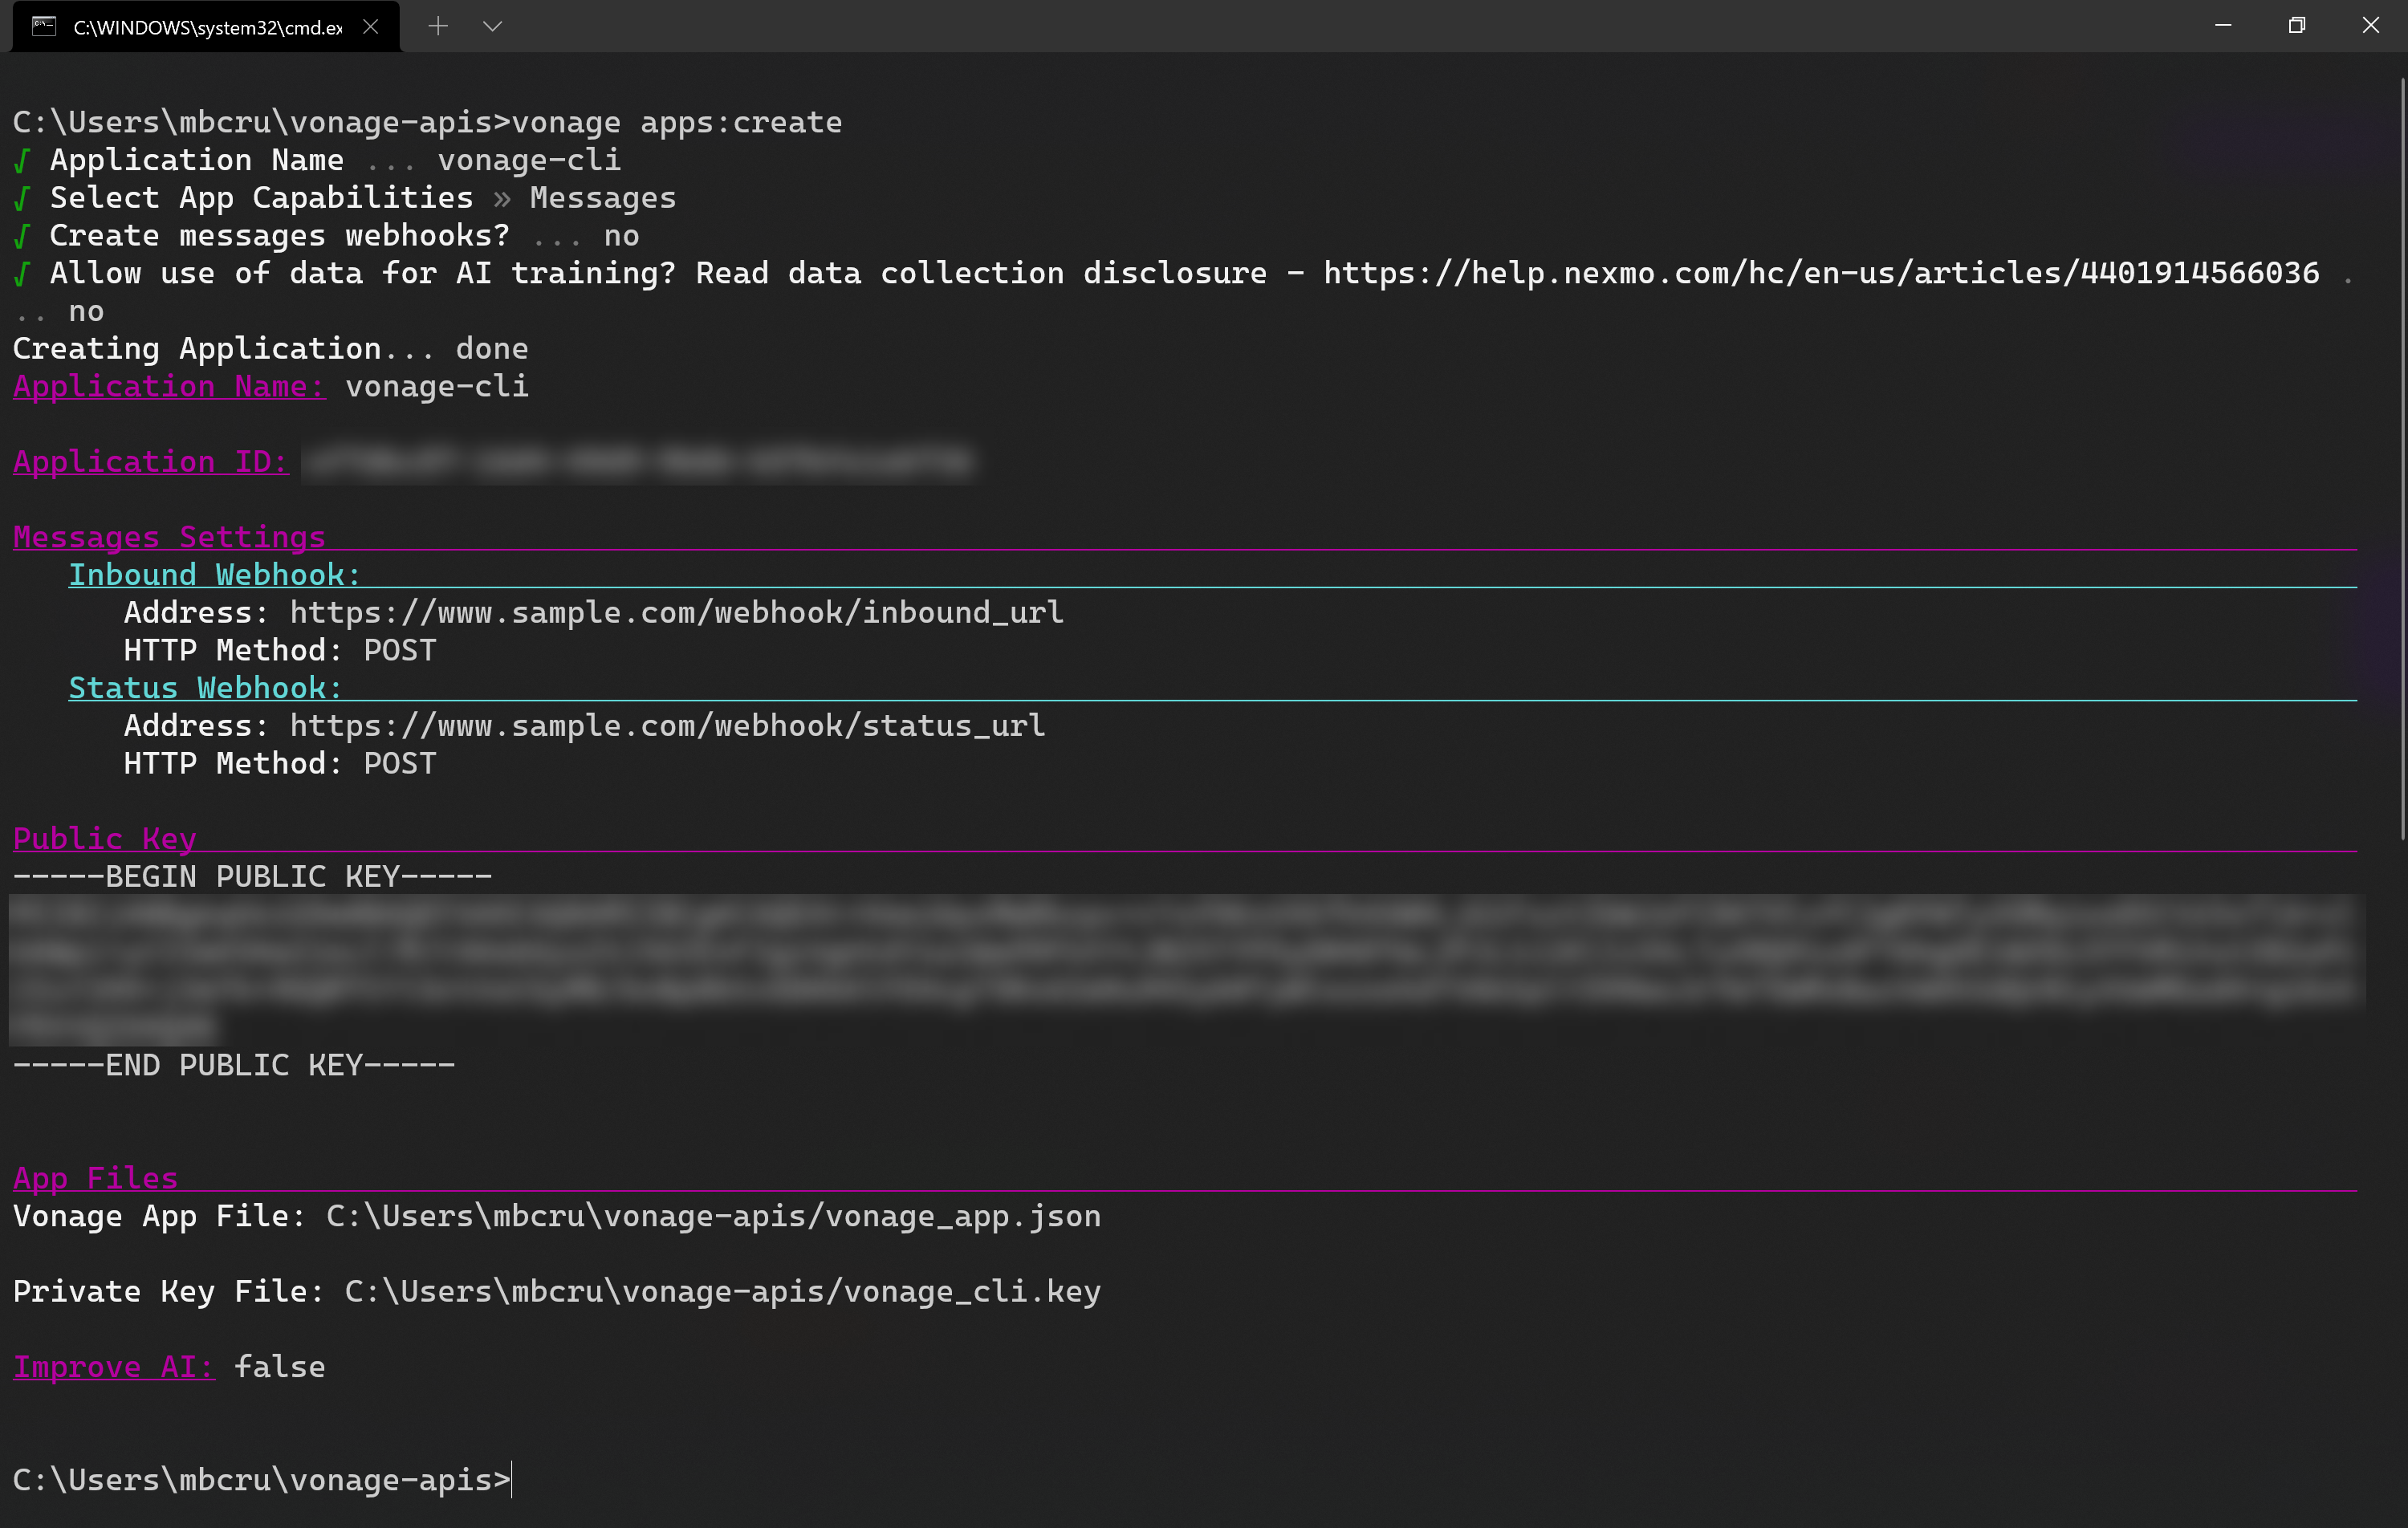 C:\WINDOWS\system32\cmd.ex
C:\Users\mbcru\vonage-apis>vonage apps:create
√ Application Name ... vonage-cli
√ Select App Capabilities » Messages
√ Create messages webhooks? ... no
√ Allow use of data for AI training? Read data collection disclosure - https://help.nexmo.com/hc/en-us/articles/4401914566036 .
.. no
Creating Application... done
Application Name: vonage-cli
Application ID:
Messages Settings
Inbound Webhook:
Address: https://www.sample.com/webhook/inbound_url
HTTP Method: POST
Status Webhook:
Address: https://www.sample.com/webhook/status_url
HTTP Method: POST
Public Key
-----BEGIN PUBLIC KEY-----
-----END PUBLIC KEY-----
App Files
Vonage App File: C:\Users\mbcru\vonage-apis/vonage_app.json
Private Key File: C:\Users\mbcru\vonage-apis/vonage_cli.key
Improve AI: false
C:\Users\mbcru\vonage-apis>